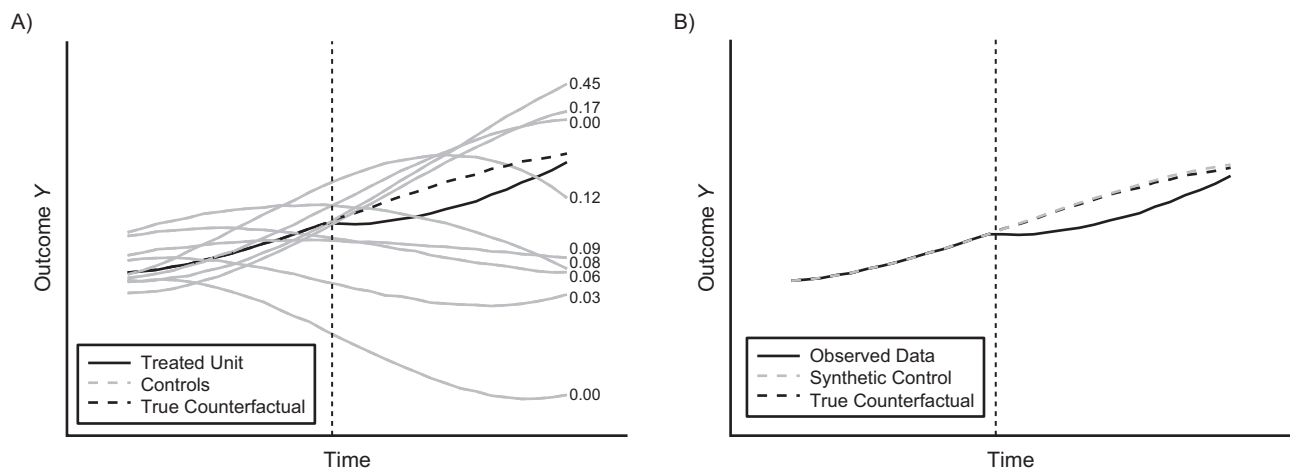 A)
Outcome Y
0.45
0.17
0.00
0.12
0.09
0.08
0.06
0.03
0.00
Treated Unit
Controls
True Counterfactual
Time
B)
Outcome Y
Observed Data
Synthetic Control
True Counterfactual
Time